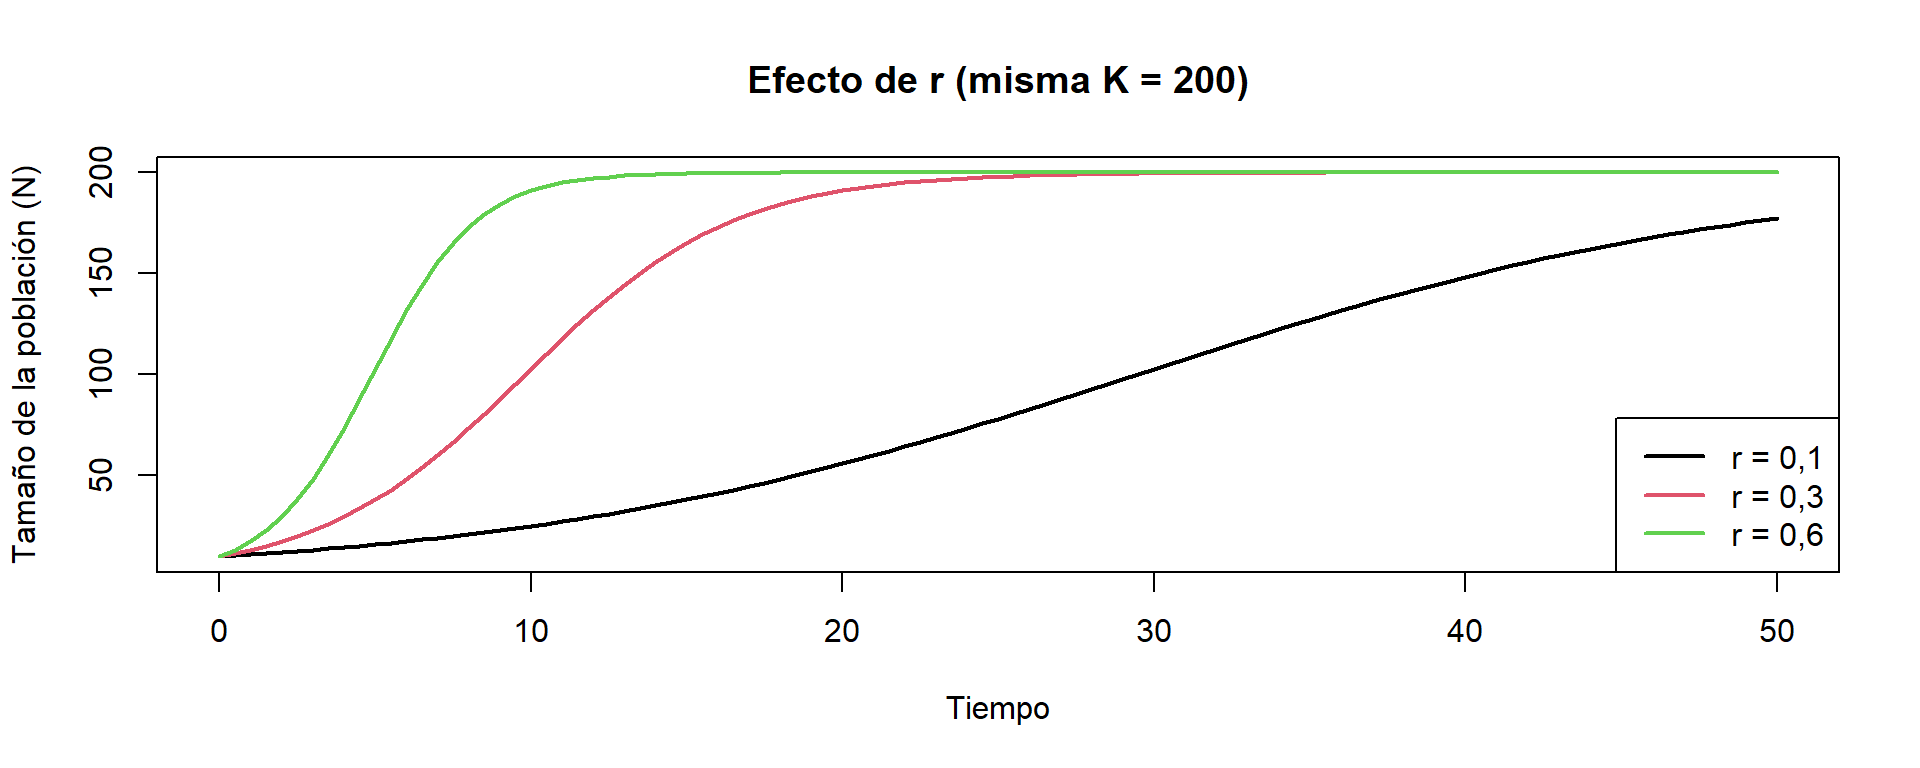 Efecto de r (misma K = 200)
Tamaño de la población (N)
200
150
100
50
r = 0,1
r = 0,3
r = 0,6
0 10 20 30 40 50
Tiempo